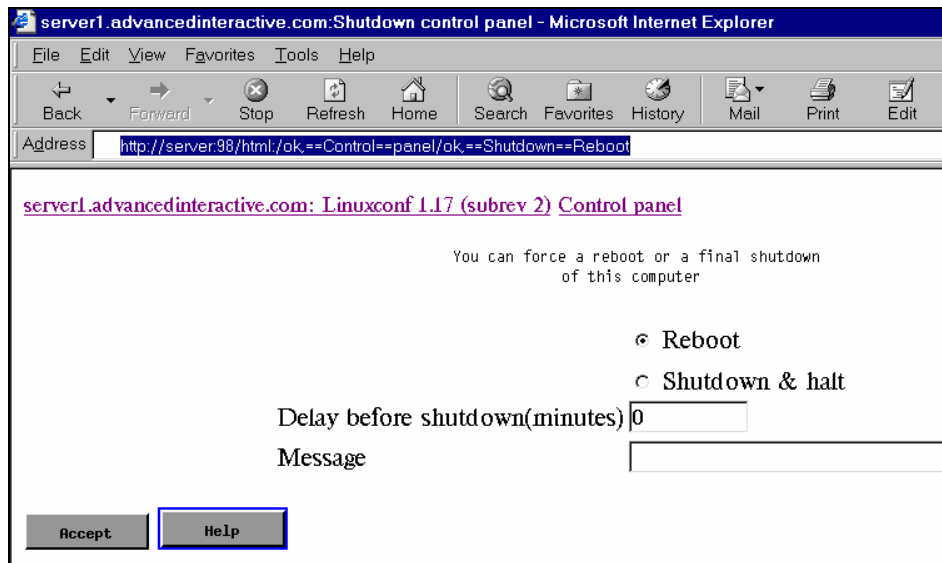 server1.advancedinteractive.com:Shutdown control panel - Microsoft Internet Explorer
File Edit View Favorites Tools Help
Back Forward Stop Refresh Home Search Favorites History Mail Print Edit
Address http://server:98/html:/ok,==Control==panel/ok,==Shutdown==Reboot
server1.advancedinteractive.com: Linuxconf 1.17 (subrev 2) Control panel
You can force a reboot or a final shutdown
of this computer
Reboot
Shutdown & halt
Delay before shutdown(minutes) 0
Message
Accept Help